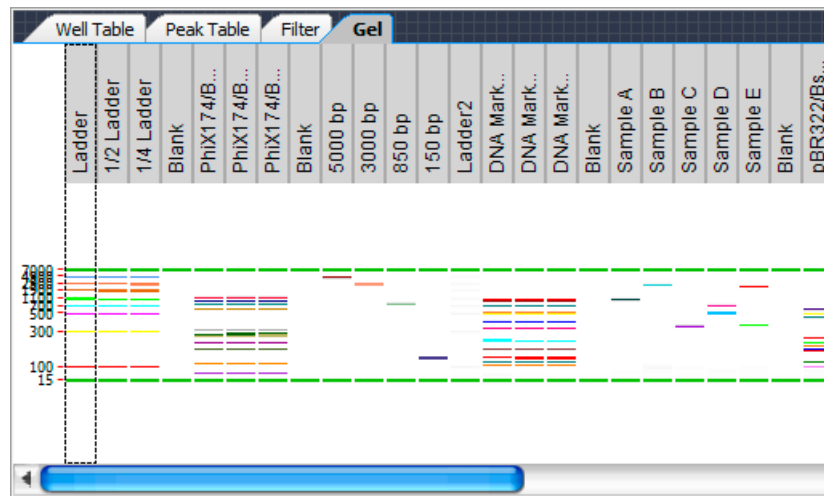 Well Table
Peak Table
Filter
Gel
Ladder
1/2 Ladder
1/4 Ladder
Blank
PhiX174/B...
PhiX174/B...
PhiX174/B...
Blank
5000 bp
3000 bp
850 bp
150 bp
Ladder2
DNA Mark...
DNA Mark...
DNA Mark...
Blank
Sample A
Sample B
Sample C
Sample D
Sample E
Blank
pBR322/Bs...
7000
1100
700
500
300
100
15